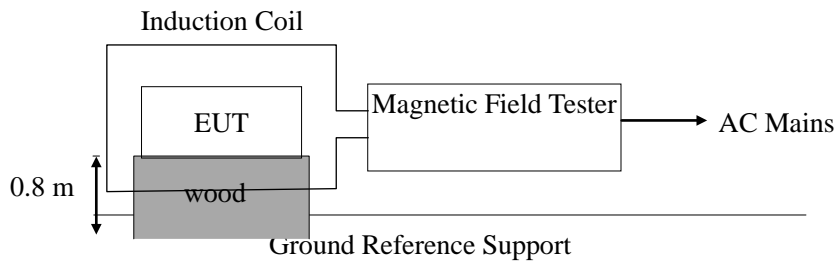 Induction Coil
EUT
Magnetic Field Tester
AC Mains
0.8 m
wood
Ground Reference Support